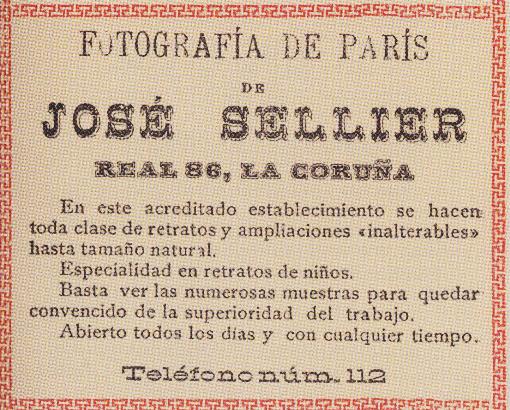 FOTOGRAFÍA DE PARÍS
DE
JOSÉ SELLIER
REAL 86, LA CORUÑA
En este acreditado establecimiento se hacen
toda clase de retratos y ampliaciones «inalterables»
hasta tamaño natural.
Especialidad en retratos de niños.
Basta ver las numerosas muestras para quedar
convencido de la superioridad del trabajo.
Abierto todos los días y con cualquier tiempo.
Teléfono núm. 112